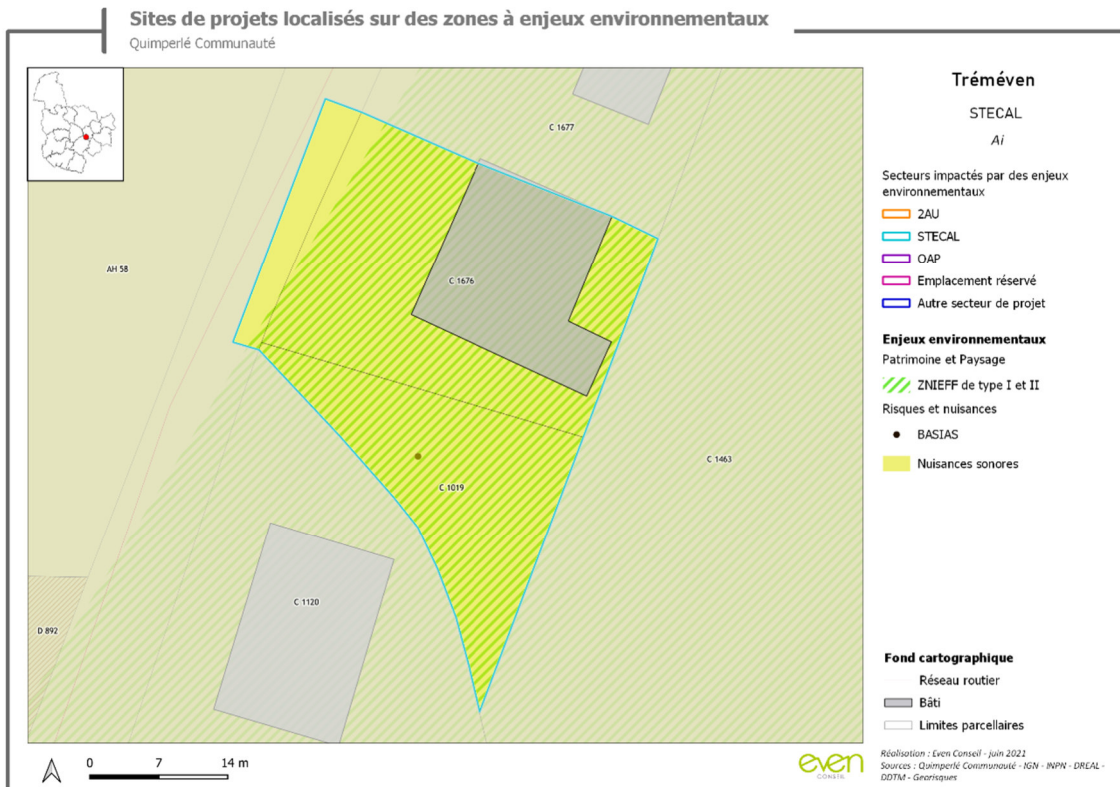 Sites de projets localisés sur des zones à enjeux environnementaux
Quimperlé Communauté
C 1677
AH 58
C 1676
C 1463
C 1019
C 1120
D 892
Tréméven
STECAL
Ai
Secteurs impactés par des enjeux
environnementaux
2AU
STECAL
OAP
Emplacement réservé
Autre secteur de projet
Enjeux environnementaux
Patrimoine et Paysage
ZNIEFF de type I et II
Risques et nuisances
BASIAS
Nuisances sonores
Fond cartographique
Réseau routier
Bâti
Limites parcellaires
0 7 14 m
even
CONSEIL
Réalisation : Even Conseil - juin 2021
Sources : Quimperlé Communauté - IGN - INPN - DREAL -
DDTM - Georisques